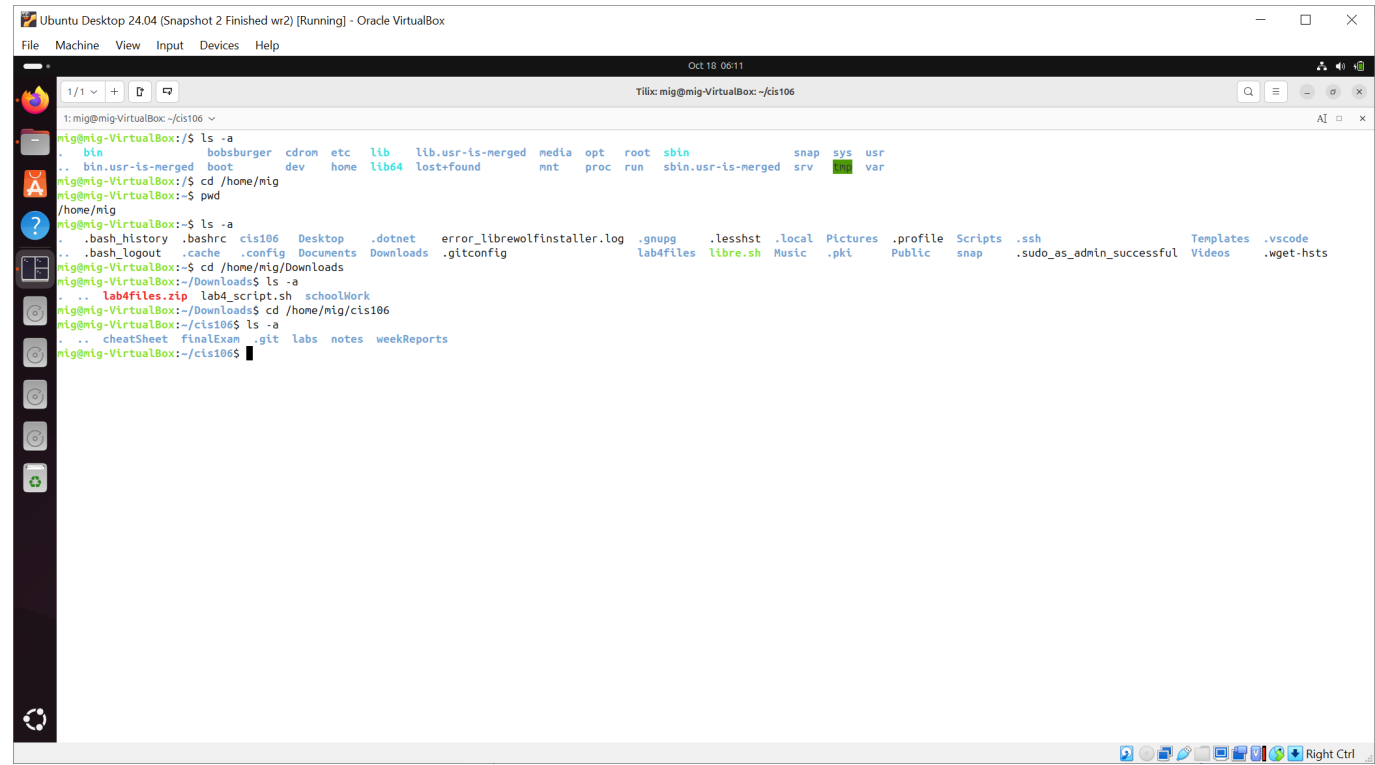 Ubuntu Desktop 24.04 (Snapshot 2 Finished wr2) [Running] - Oracle VirtualBox
File Machine View Input Devices Help
Oct 18 06:11
1/1 Tilix: mig@mig-VirtualBox: ~/cis106
1: mig@mig-VirtualBox: ~/cis106
mig@mig-VirtualBox:/$ ls -a
. bin bobsburger cdrom etc lib lib.usr-is-merged media opt root sbin snap sys usr
.. bin.usr-is-merged boot dev home lib64 lost+found mnt proc run sbin.usr-is-merged srv tmp var
mig@mig-VirtualBox:/$ cd /home/mig
mig@mig-VirtualBox:~$ pwd
/home/mig
mig@mig-VirtualBox:~$ ls -a
. .bash_history .bashrc cis106 Desktop .dotnet error_librewolfinstaller.log .gnupg .lesshst .local Pictures .profile Scripts .ssh Templates .vscode
.. .bash_logout .cache .config Documents Downloads .gitconfig lab4files libre.sh Music .pki Public snap .sudo_as_admin_successful Videos .wget-hsts
mig@mig-VirtualBox:~$ cd /home/mig/Downloads
mig@mig-VirtualBox:~/Downloads$ ls -a
. .. lab4files.zip lab4_script.sh schoolWork
mig@mig-VirtualBox:~/Downloads$ cd /home/mig/cis106
mig@mig-VirtualBox:~/cis106$ ls -a
. .. cheatSheet finalExam .git labs notes weekReports
mig@mig-VirtualBox:~/cis106$
Right Ctrl